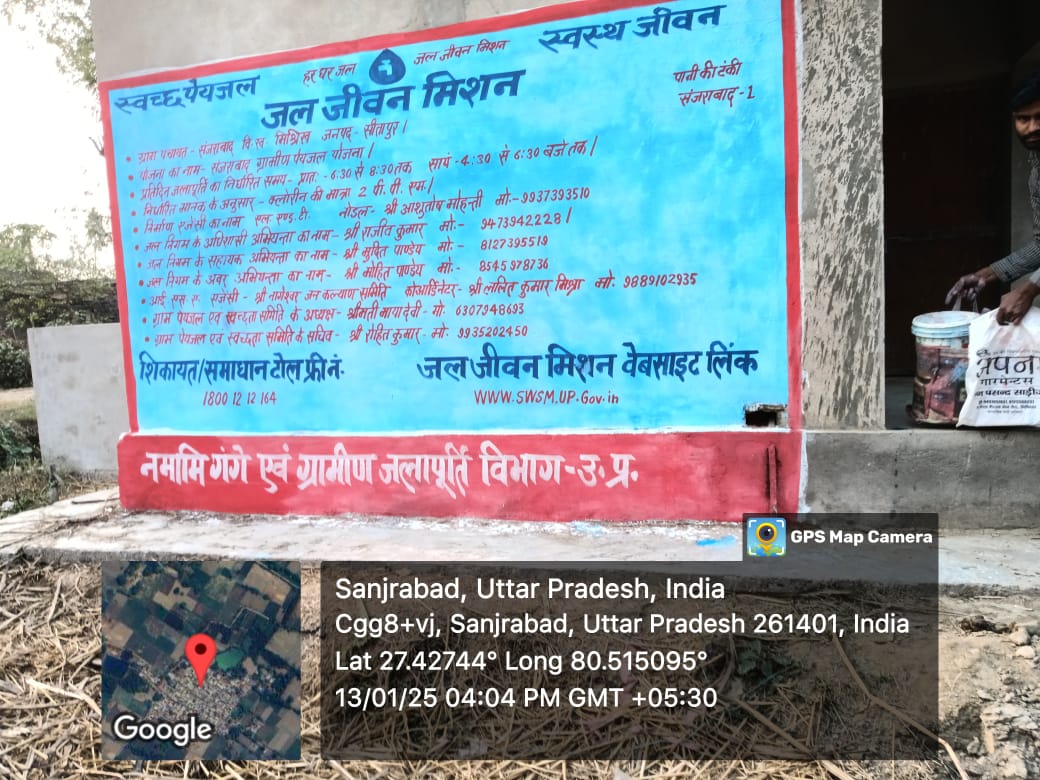 स्वच्छ पेयजल
हर घर जल
जल जीवन मिशन
स्वस्थ जीवन
जल जीवन मिशन
पानी की टंकी
संजराबाद - 1
• ग्राम पंचायत - संजराबाद वि.ख. मिश्रिख जनपद - सीतापुर।
• योजना का नाम - संजराबाद ग्रामीण पेयजल योजना।
• प्रतिदिन जलापूर्ति का निर्धारित समय - प्रातः - 6:30 से 8:30 तक सायं - 4:30 से 6:30 बजे तक।
• निर्धारित मानक के अनुसार - क्लोरीन की मात्रा 2 पी. पी. एम.।
• निर्माण एजेंसी का नाम एल. एण्ड. टी. नोडल - श्री आशुतोष मोहन्ती मो. - 9937393510
• जल निगम के अधिशासी अभियन्ता का नाम - श्री राजीव कुमार मो. - 9473942228।
• जल निगम के सहायक अभियन्ता का नाम - श्री मुदित पाण्डेय मो. - 8127395519
• जल निगम के अवर अभियन्ता का नाम - श्री मोहित पाण्डेय मो. - 8545978736
• आई. एस. ए. एजेंसी - श्री नागेश्वर जन कल्याण समिति कोआर्डिनेटर - श्री ललित कुमार मिश्रा मो. 9889102935
• ग्राम पेयजल एवं स्वच्छता समिति के अध्यक्ष - श्रीमती मायादेवी - मो. 6307948693
• ग्राम पेयजल एवं स्वच्छता समिति के सचिव - श्री रोहित कुमार - मो. 9935202450
शिकायत/समाधान टोल फ्री नं.
1800 12 12 164
जल जीवन मिशन वेबसाइट लिंक
WWW.SWSM.UP.Gov.in
नमामि गंगे एवं ग्रामीण जलापूर्ति विभाग - उ. प्र.
गारमेन्टस
GPS Map Camera
Sanjrabad, Uttar Pradesh, India
Cgg8+vj, Sanjrabad, Uttar Pradesh 261401, India
Lat 27.42744° Long 80.515095°
13/01/25 04:04 PM GMT +05:30
Google